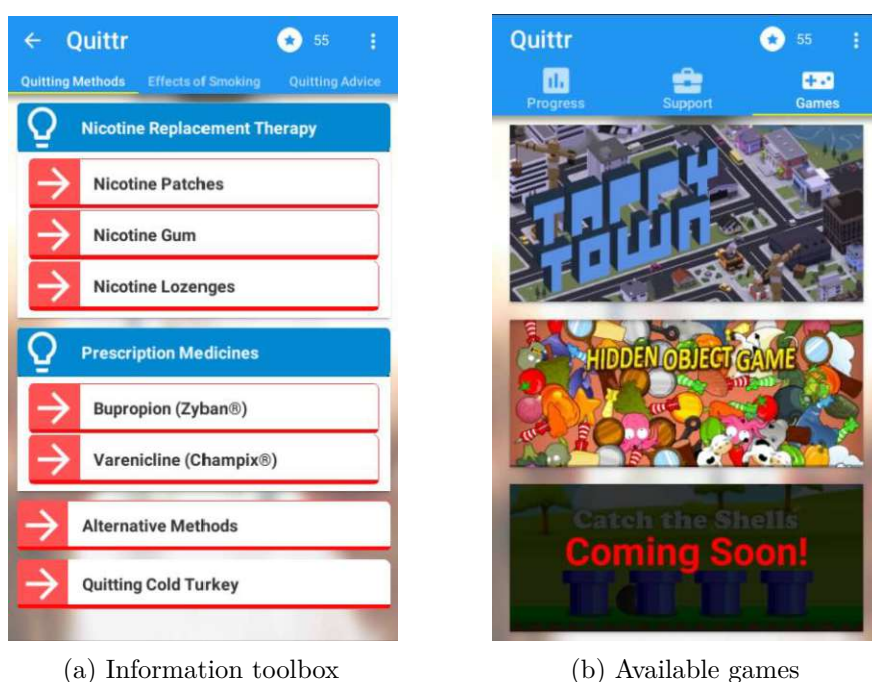 Quittr
55
Quitting Methods Effects of Smoking Quitting Advice
Nicotine Replacement Therapy
Nicotine Patches
Nicotine Gum
Nicotine Lozenges
Prescription Medicines
Bupropion (Zyban®)
Varenicline (Champix®)
Alternative Methods
Quitting Cold Turkey
(a) Information toolbox
Quittr
55
Progress Support Games
TAPPY
TOWN
HIDDEN OBJECT GAME
Catch the Shells
Coming Soon!
(b) Available games